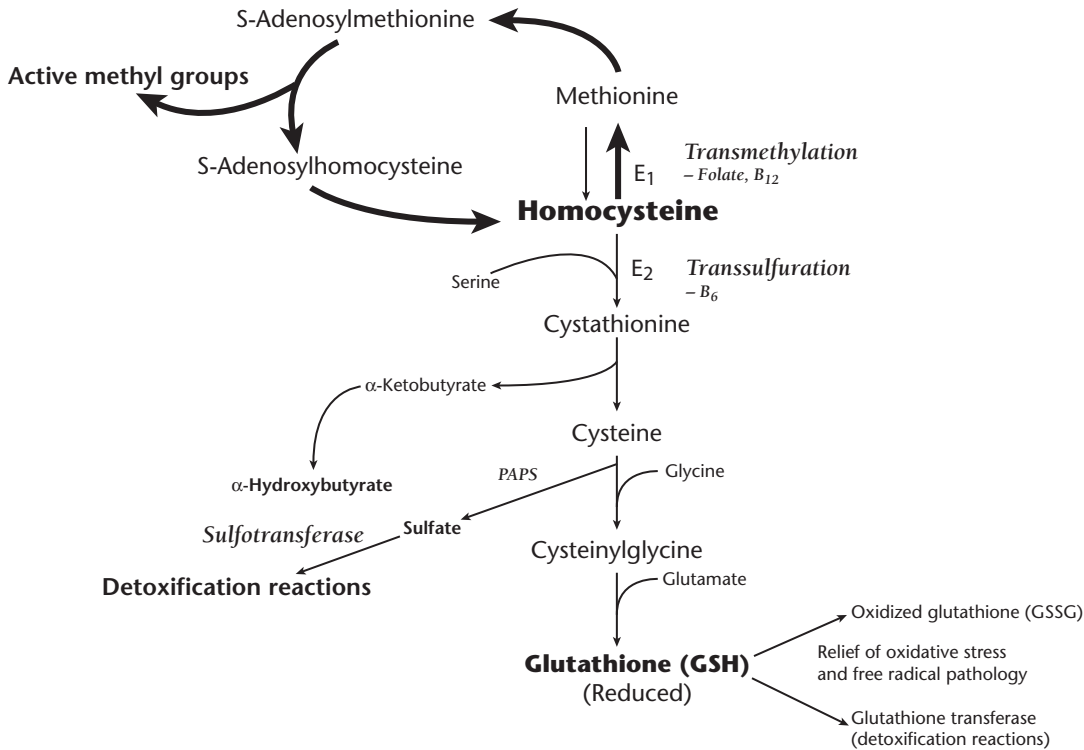 S-Adenosylmethionine
Active methyl groups
Methionine
S-Adenosylhomocysteine
E1
Transmethylation
– Folate, B12
Homocysteine
Serine
E2
Transsulfuration
– B6
Cystathionine
α-Ketobutyrate
Cysteine
α-Hydroxybutyrate
PAPS
Glycine
Sulfotransferase
Sulfate
Cysteinylglycine
Detoxification reactions
Glutamate
Oxidized glutathione (GSSG)
Glutathione (GSH)
(Reduced)
Relief of oxidative stress
and free radical pathology
Glutathione transferase
(detoxification reactions)